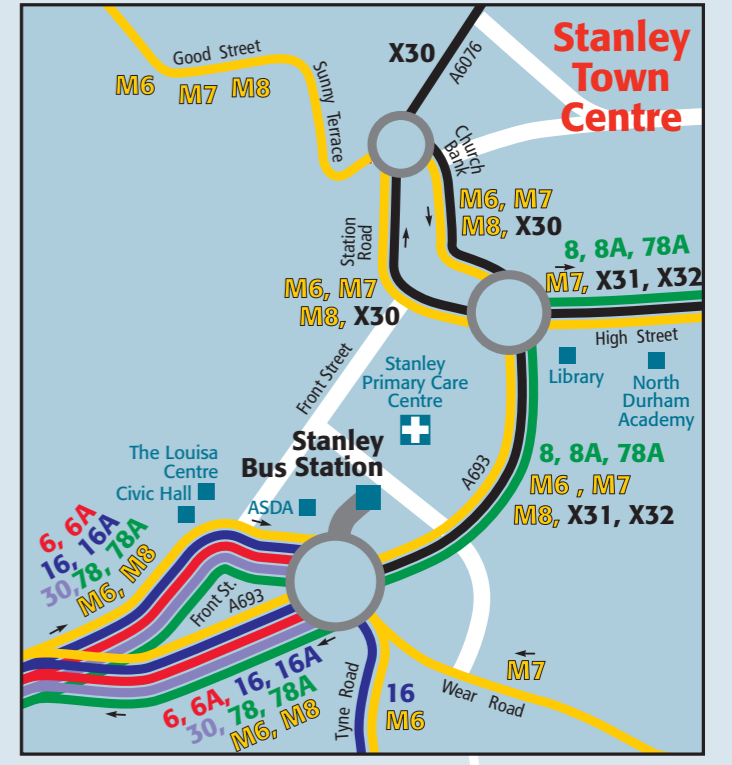 Stanley
Town
Centre
X30
A6076
Good Street
M6 M7 M8
Sunny Terrace
Church
Bank
M6, M7
M8, X30
8, 8A, 78A
M7, X31, X32
Station
Road
M6, M7
M8, X30
High Street
Library
North
Durham
Academy
Front Street
Stanley
Primary Care
Centre
Stanley
Bus Station
The Louisa
Centre
Civic Hall
ASDA
A693
8, 8A, 78A
M6 , M7
M8, X31, X32
6, 6A
16, 16A
30,78, 78A
M6, M8
Front St.
A693
6, 6A, 16, 16A
30, 78, 78A
M6, M8
Tyne Road
16
M6
M7
Wear Road